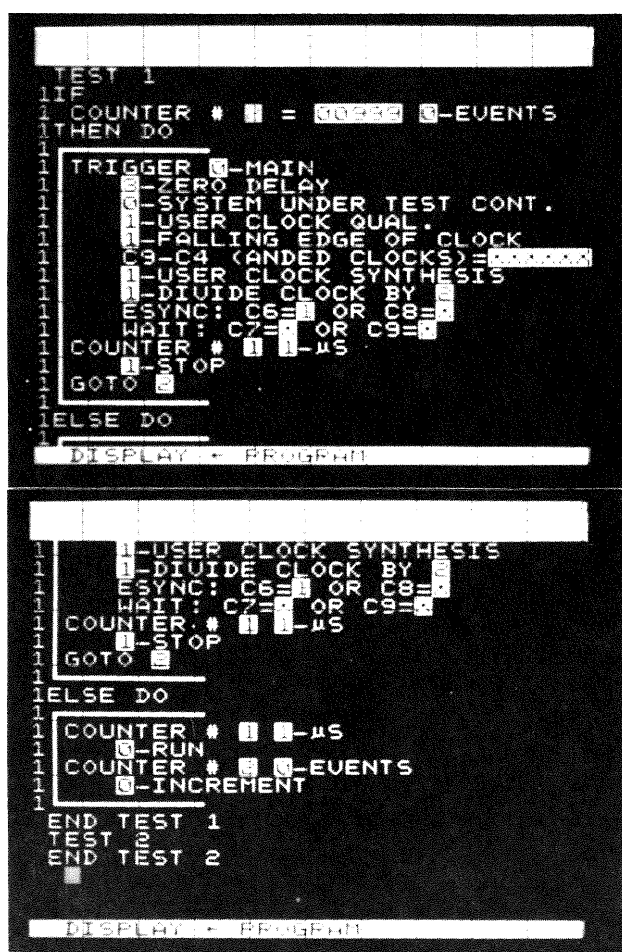 TEST 1
1IF
1 COUNTER # = 00999 0-EVENTS
1THEN DO
1
1 TRIGGER 0-MAIN
1 3-ZERO DELAY
1 0-SYSTEM UNDER TEST CONT.
1 1-USER CLOCK QUAL.
1 1-FALLING EDGE OF CLOCK
1 C9-C4 (ANDED CLOCKS)=......
1 1-USER CLOCK SYNTHESIS
1 1-DIVIDE CLOCK BY 2
1 ESYNC: C6=1 OR C8=.
1 WAIT: C7=. OR C9=.
1 COUNTER # 1 1-µS
1 1-STOP
1 GOTO 2
1
1ELSE DO
1
DISPLAY ← PROGRAM
1 1-USER CLOCK SYNTHESIS
1 1-DIVIDE CLOCK BY 2
1 ESYNC: C6=1 OR C8=.
1 WAIT: C7=. OR C9=.
1 COUNTER # 1 1-µS
1 1-STOP
1 GOTO 2
1
1ELSE DO
1
1 COUNTER # 1 1-µS
1 0-RUN
1 COUNTER # 0-EVENTS
1 0-INCREMENT
1
END TEST 1
TEST 2
END TEST 2
DISPLAY ← PROGRAM